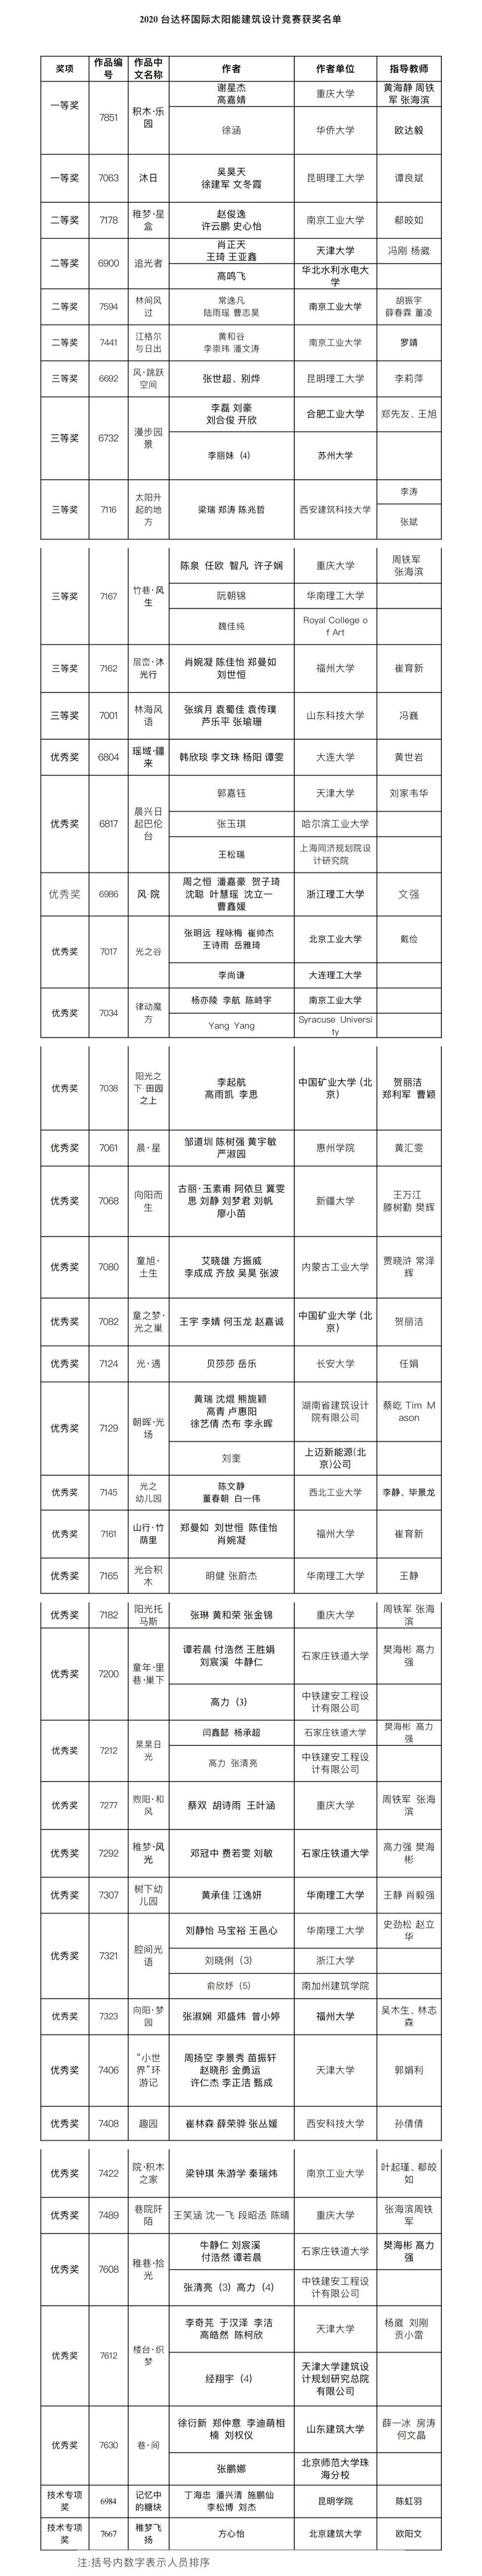 2020 台达杯国际太阳能建筑设计竞赛获奖名单
奖项 作品编号 作品中文名称 作者 作者单位 指导教师
一等奖 7851 积木·乐园 谢星杰 高嘉婧 重庆大学 黄海静 周铁军 张海滨
徐涵 华侨大学 欧达毅
一等奖 7063 沐日 吴昊天 徐建军 文冬霞 昆明理工大学 谭良斌
二等奖 7178 稚梦·星盒 赵俊逸 许云鹏 史心怡 南京工业大学 郗皎如
二等奖 6900 追光者 肖正天 王琦 王亚鑫 天津大学 冯刚 杨崴
高鸣飞 华北水利水电大学
二等奖 7594 林间风过 常逸凡 陆雨瑶 曹志昊 南京工业大学 胡振宇 薛春霖 董凌
二等奖 7441 江格尔与日出 黄和谷 李崇玮 潘文涛 南京工业大学 罗靖
三等奖 6692 风·跳跃空间 张世超、别烨 昆明理工大学 李莉萍
三等奖 6732 漫步园景 李磊 刘豪 刘合俊 开欣 合肥工业大学 郑先友、王旭
李丽妹（4） 苏州大学
三等奖 7116 太阳升起的地方 梁瑞 郑涛 陈兆哲 西安建筑科技大学 李涛
张斌
三等奖 7167 竹巷·风生 陈泉 任欧 智凡 许子娴 重庆大学 周铁军 张海滨
阮朝锦 华南理工大学
魏佳纯 Royal College of Art
三等奖 7162 层峦·沐光行 肖婉凝 陈佳怡 郑曼如 刘世恒 福州大学 崔育新
三等奖 7001 林海风语 张缤月 袁蜀佳 袁传璞 芦乐平 张瑜珊 山东科技大学 冯巍
优秀奖 6804 瑶域·疆来 韩欣琰 李文珠 杨阳 谭雯 大连大学 黄世岩
优秀奖 6817 晨兴日起巴伦台 郭嘉钰 天津大学 刘家韦华
张玉琪 哈尔滨工业大学
王松瑞 上海同济规划院设计研究院
优秀奖 6986 风·院 周之恒 潘嘉豪 贺子琦 沈聪 叶慧瑶 沈立一 曹鑫媛 浙江理工大学 文强
优秀奖 7017 光之谷 张明远 程咏梅 崔帅杰 王诗雨 岳雅琦 北京工业大学 戴俭
李尚谦 大连理工大学
优秀奖 7034 律动魔方 杨亦陵 李航 陈峙宇 南京工业大学
Yang Yang Syracuse University
优秀奖 7038 阳光之下·田园之上 李起航 高雨凯 李思 中国矿业大学（北京） 贺丽洁 郑利军 曹颖
优秀奖 7061 晨·星 邹道圳 陈树强 黄宇敏 严淑园 惠州学院 黄汇雯
优秀奖 7068 向阳而生 古丽·玉素甫 阿依旦 冀雯思 刘静 刘梦君 刘帆 廖小苗 新疆大学 王万江 滕树勤 樊辉
优秀奖 7080 童旭·土生 艾晓雄 方振威 李成成 齐放 吴昊 张波 内蒙古工业大学 贾晓浒 常泽辉
优秀奖 7082 童之梦·光之巢 王宇 李婧 何玉龙 赵嘉诚 中国矿业大学（北京） 贺丽洁
优秀奖 7124 光·遇 贝莎莎 岳乐 长安大学 任娟
优秀奖 7129 朝晖·光场 黄瑞 沈焜 熊旎颖 高青 卢惠阳 徐艺倩 杰布 李永晖 湖南省建筑设计院有限公司 蔡屹 Tim Mason
刘奎 上迈新能源(北京)公司
优秀奖 7145 光之幼儿园 陈文静 董春朝 白一伟 西北工业大学 李静、毕景龙
优秀奖 7161 山行·竹荫里 郑曼如 刘世恒 陈佳怡 肖婉凝 福州大学 崔育新
优秀奖 7165 光合积木 明健 张蔚杰 华南理工大学 王静
优秀奖 7182 阳光托马斯 张琳 黄和荣 张金锦 重庆大学 周铁军 张海滨
优秀奖 7200 童年·里巷·巢下 谭若晨 付浩然 王胜娟 刘宸溪 牛静仁 石家庄铁道大学 樊海彬 高力强
高力（3） 中铁建安工程设计有限公司
优秀奖 7212 杲杲日光 闫鑫懿 杨承超 石家庄铁道大学 樊海彬 高力强
高力 张清亮 中铁建安工程设计有限公司
优秀奖 7277 煦阳·和风 蔡双 胡诗雨 王叶涵 重庆大学 周铁军 张海滨
优秀奖 7292 稚梦·风光 邓冠中 费若雯 刘敏 石家庄铁道大学 高力强 樊海彬
优秀奖 7307 树下幼儿园 黄承佳 江逸妍 华南理工大学 王静 肖毅强
优秀奖 7321 腔间光语 刘静怡 马宝裕 王邑心 华南理工大学 史劲松 赵立华
刘晓俐（3） 浙江大学
俞欣妤（5） 南加州建筑学院
优秀奖 7323 向阳·梦园 张淑娴 邓盛炜 曾小婷 福州大学 吴木生、林志森
优秀奖 7406 “小世界”环游记 周扬空 李景秀 苗振轩 赵晓彤 金勇运 许仁杰 李正洁 甄成 天津大学 郭娟利
优秀奖 7408 趣园 崔林森 薛荣骅 张丛媛 西安科技大学 孙倩倩
优秀奖 7422 院·积木之家 梁钟琪 朱游学 秦瑞炜 南京工业大学 叶起瑾、郗皎如
优秀奖 7489 巷院阡陌 王笑涵 沈一飞 段昭丞 陈晴 重庆大学 张海滨周铁军
优秀奖 7608 稚巷·拾光 牛静仁 刘宸溪 付浩然 谭若晨 石家庄铁道大学 樊海彬 高力强
张清亮（3）高力（4） 中铁建安工程设计有限公司
优秀奖 7612 楼台·织梦 李奇芫 于汉泽 李洁 高皓然 陈柯欣 天津大学 杨崴 刘刚 贡小雷
经翔宇（4） 天津大学建筑设计规划研究总院有限公司
优秀奖 7630 巷·间 徐衍新 郑仲意 李迪萌相楠 刘权仪 山东建筑大学 薛一冰 房涛 何文晶
张鹏娜 北京师范大学珠海分校
技术专项奖 6984 记忆中的糖块 丁海忠 潘兴清 施鹏仙 李松博 刘杰 昆明学院 陈虹羽
技术专项奖 7667 稚梦飞扬 方心怡 北京建筑大学 欧阳文
注:括号内数字表示人员排序